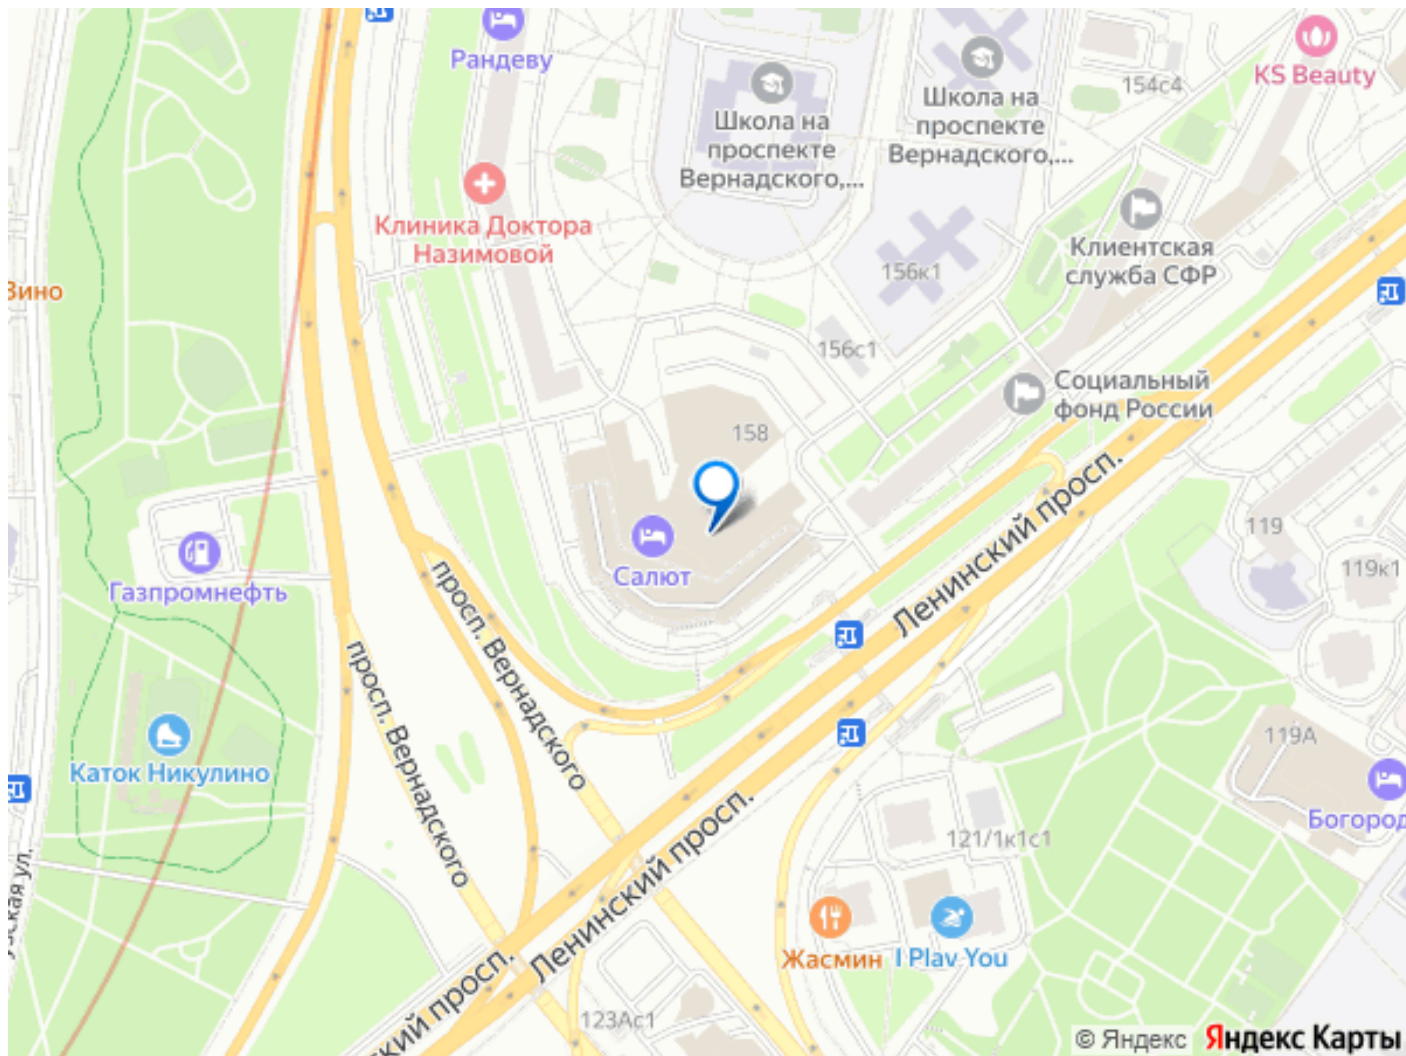 Рандеву
Школа на
проспекте
Вернадского,...
Школа на
проспекте
Вернадского,...
154с4
KS Beauty
Клиника Доктора
Назимовой
Клиентская
служба СФР
156к1
Вино
156с1
Социальный
фонд России
158
Салют
Газпромнефть
просп. Вернадского
Ленинский просп.
119
119к1
просп. Вернадского
Каток Никулино
119А
Богород
Ленинский просп.
121/1к1с1
Жасмин
I Play You
ский просп.
123Ас1
© Яндекс
Яндекс Карты